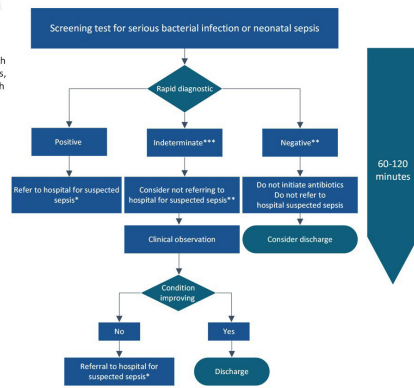 Screening test for serious bacterial infection or neonatal sepsis
h
s,
h
Rapid diagnostic
Positive
Indeterminate***
Negative**
60-120
minutes
Refer to hospital for suspected
sepsis*
Consider not referring to
hospital for suspected sepsis**
Do not initiate antibiotics
Do not refer to
hospital suspected sepsis
Clinical observation
Consider discharge
Condition
improving
No
Yes
Referral to hospital for
suspected sepsis*
Discharge